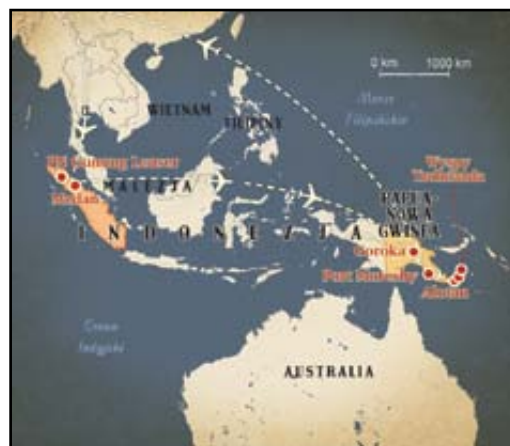 0 km 1000 km
Morze
Filipińskie
WIETNAM
FILIPINY
PN Gunung Leuser
Medan
MALEZJA
Wyspy
Trobrianda
PAPUA-
NOWA
GWINEA
INDONEZJA
Goroka
Port Moresby
Alotau
Ocean
Indyjski
AUSTRALIA